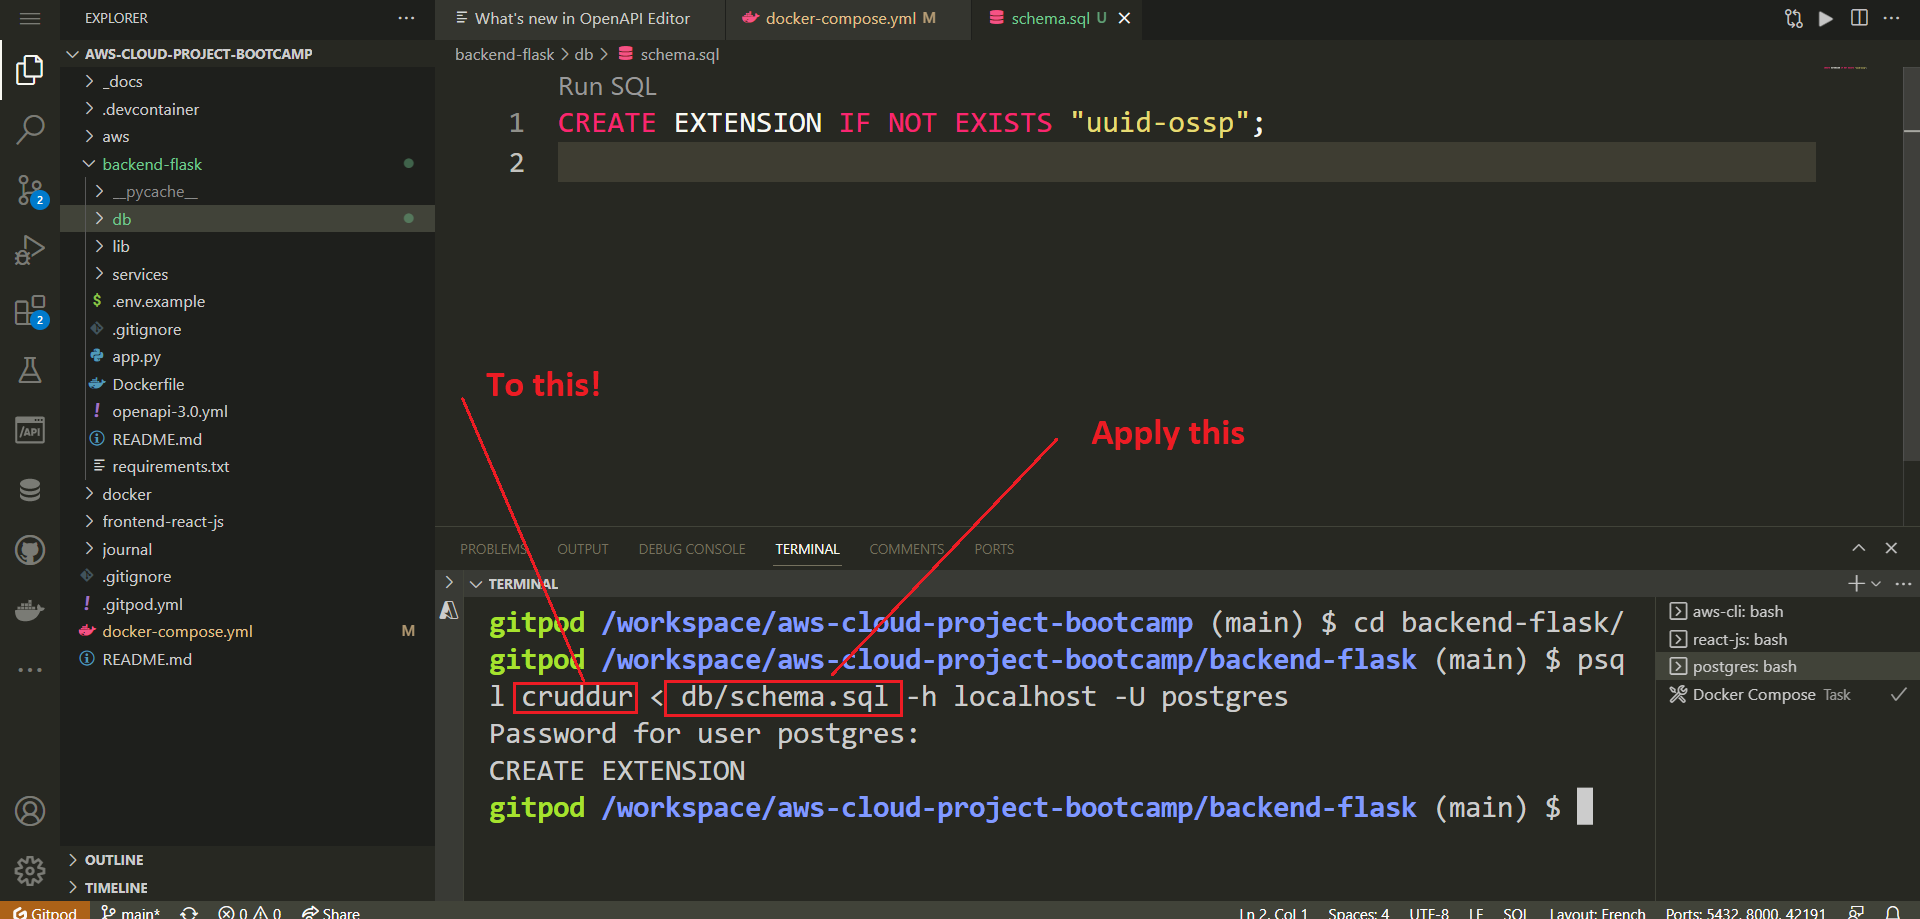 EXPLORER
AWS-CLOUD-PROJECT-BOOTCAMP
_docs
.devcontainer
aws
backend-flask
__pycache__
db
lib
services
.env.example
.gitignore
app.py
Dockerfile
openapi-3.0.yml
README.md
requirements.txt
docker
frontend-react-js
journal
.gitignore
.gitpod.yml
docker-compose.yml M
README.md
OUTLINE
TIMELINE
2
2
/API
What's new in OpenAPI Editor
docker-compose.yml M
schema.sql U
backend-flask > db > schema.sql
Run SQL
1 CREATE EXTENSION IF NOT EXISTS "uuid-ossp";
2
To this!
Apply this
PROBLEMS OUTPUT DEBUG CONSOLE TERMINAL COMMENTS PORTS
TERMINAL
gitpod /workspace/aws-cloud-project-bootcamp (main) $ cd backend-flask/
gitpod /workspace/aws-cloud-project-bootcamp/backend-flask (main) $ psq
l cruddur < db/schema.sql -h localhost -U postgres
Password for user postgres:
CREATE EXTENSION
gitpod /workspace/aws-cloud-project-bootcamp/backend-flask (main) $
aws-cli: bash
react-js: bash
postgres: bash
Docker Compose Task
Gitpod main* 0 0 Share Ln 2, Col 1 Spaces: 4 UTF-8 LF SQL Layout: French Ports: 5432, 8000, 42191